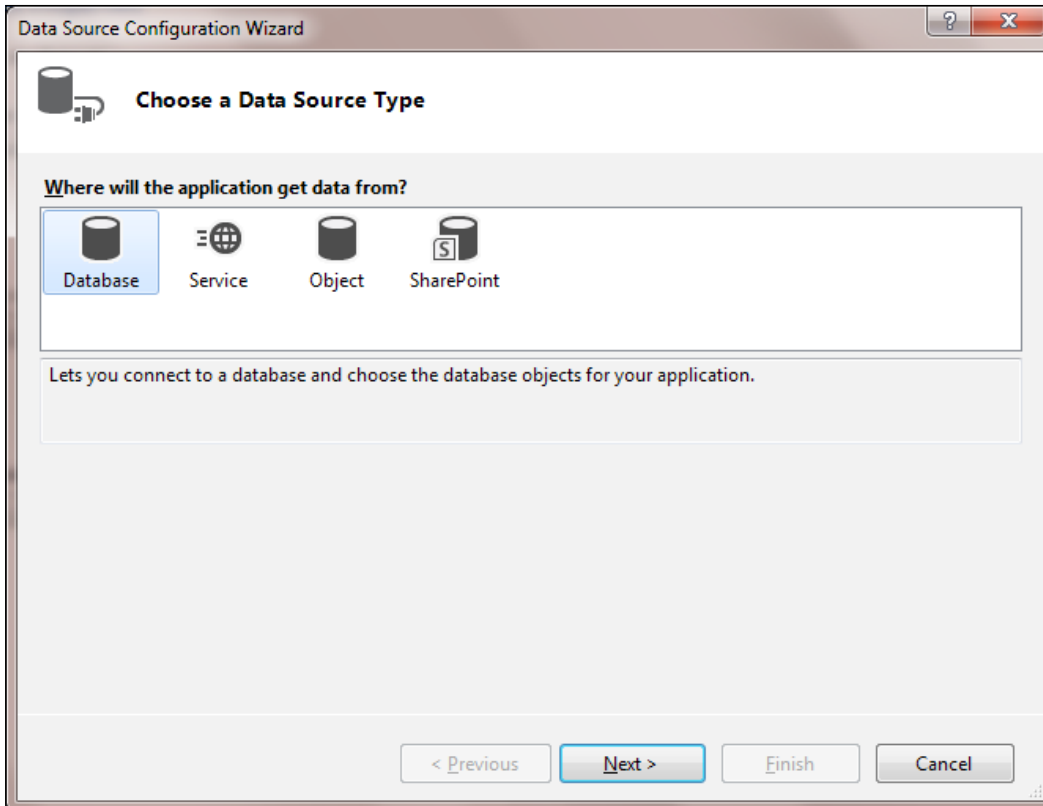 Data Source Configuration Wizard
? X
Choose a Data Source Type
Where will the application get data from?
Database Service Object SharePoint
Lets you connect to a database and choose the database objects for your application.
< Previous Next > Finish Cancel